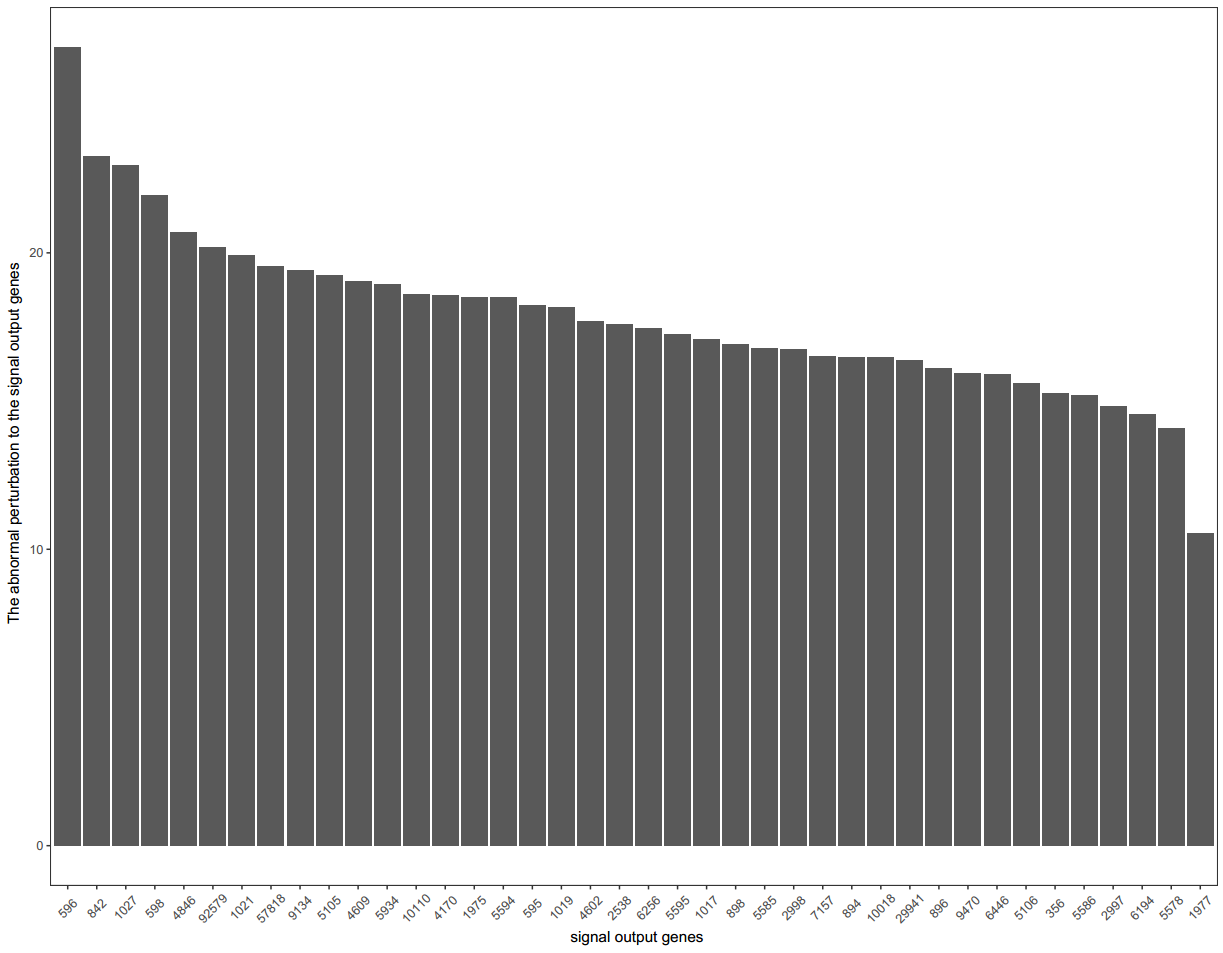 The abnormal perturbation to the signal output genes
20
10
0
596 842 1027 598 4846 92579 1021 57818 9134 5105 4609 5934 10110 4170 1975 5594 595 1019 4602 2538 6256 5595 1017 898 5585 2998 7157 894 10018 29941 896 9470 6446 5106 356 5586 2997 6194 5578 1977
signal output genes